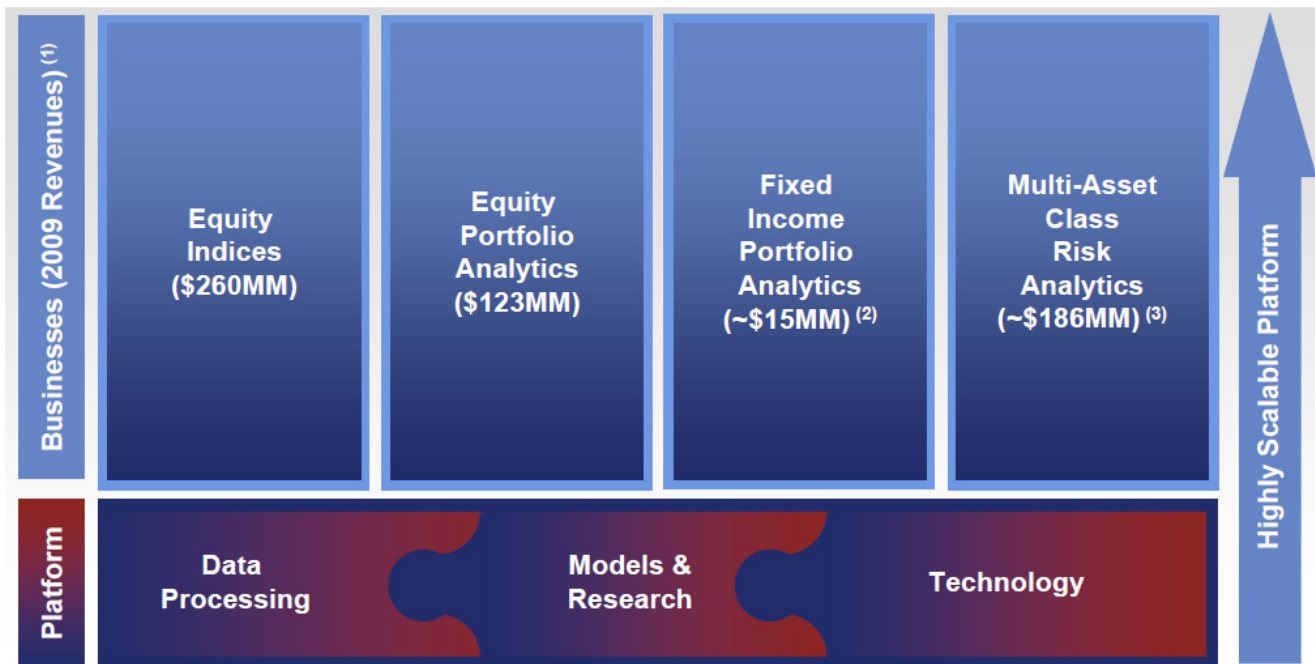 Businesses (2009 Revenues) (1)
Equity
Indices
($260MM)
Equity
Portfolio
Analytics
($123MM)
Fixed
Income
Portfolio
Analytics
(~$15MM) (2)
Multi-Asset
Class
Risk
Analytics
(~$186MM) (3)
Highly Scalable Platform
Platform
Data
Processing
Models &
Research
Technology